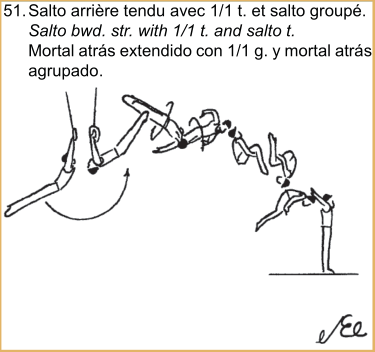 51. Salto arrière tendu avec 1/1 t. et salto groupé.
Salto bwd. str. with 1/1 t. and salto t.
Mortal atrás extendido con 1/1 g. y mortal atrás
agrupado.